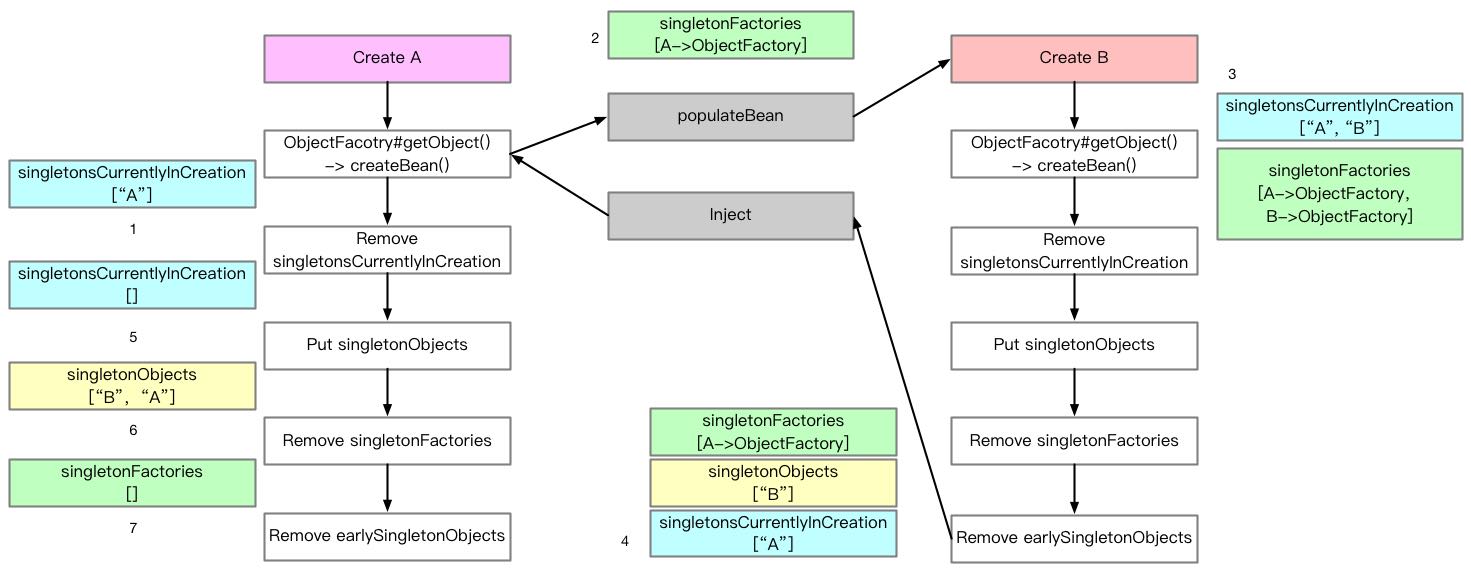 Create A
ObjectFacotry#getObject()
–> createBean()
Remove
singletonsCurrentlyInCreation
Put singletonObjects
Remove singletonFactories
Remove earlySingletonObjects
singletonsCurrentlyInCreation
[“A”]
1
singletonsCurrentlyInCreation
[]
5
singletonObjects
[“B”, “A”]
6
singletonFactories
[]
7
2
singletonFactories
[A–>ObjectFactory]
populateBean
Inject
singletonFactories
[A–>ObjectFactory]
singletonObjects
[“B”]
singletonsCurrentlyInCreation
[“A”]
4
Create B
ObjectFacotry#getObject()
–> createBean()
Remove
singletonsCurrentlyInCreation
Put singletonObjects
Remove singletonFactories
Remove earlySingletonObjects
3
singletonsCurrentlyInCreation
[“A”, “B”]
singletonFactories
[A–>ObjectFactory,
B–>ObjectFactory]